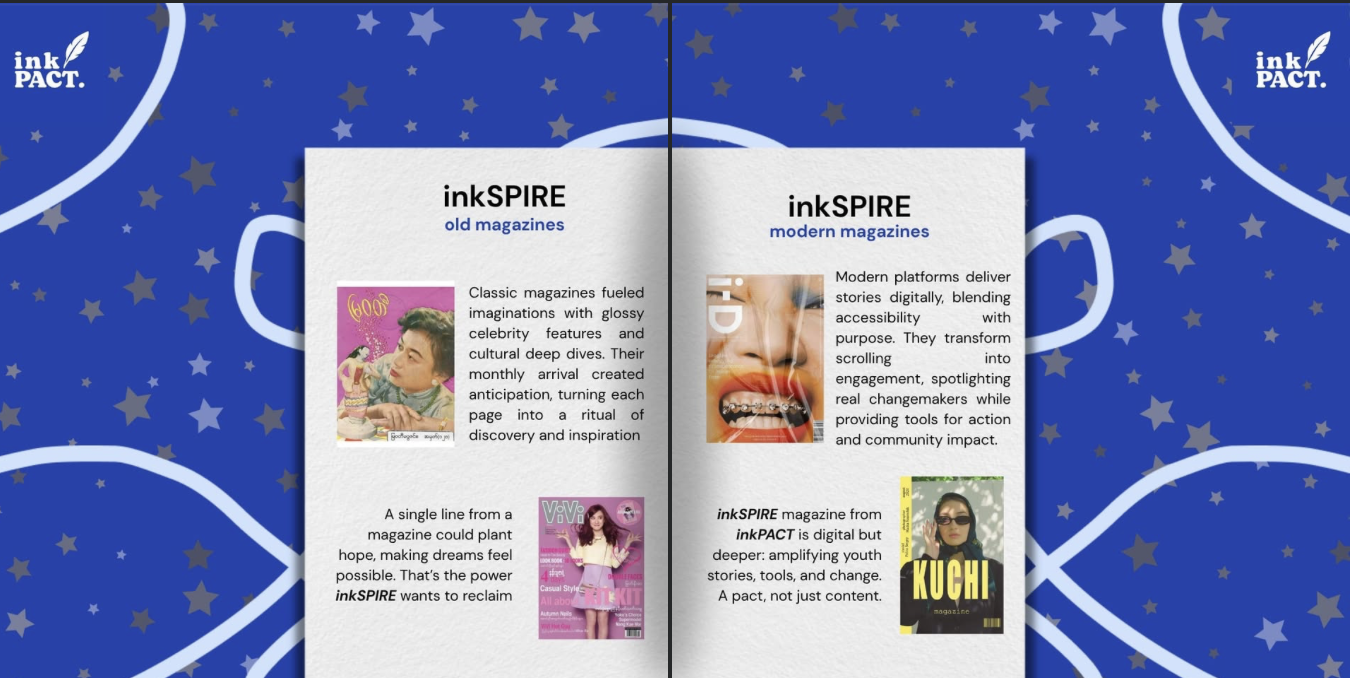 ink
PACT.
inkSPIRE
old magazines
Classic magazines fueled
imaginations with glossy
celebrity features and
cultural deep dives. Their
monthly arrival created
anticipation, turning each
page into a ritual of
discovery and inspiration
A single line from a
magazine could plant
hope, making dreams feel
possible. That’s the power
inkSPIRE wants to reclaim
ViVi
Casual Style
Autumn Nails
ink
PACT.
inkSPIRE
modern magazines
i-D
Modern platforms deliver
stories digitally, blending
accessibility with
purpose. They transform
scrolling into
engagement, spotlighting
real changemakers while
providing tools for action
and community impact.
inkSPIRE magazine from
inkPACT is digital but
deeper: amplifying youth
stories, tools, and change.
A pact, not just content.
KUCHI
magazine